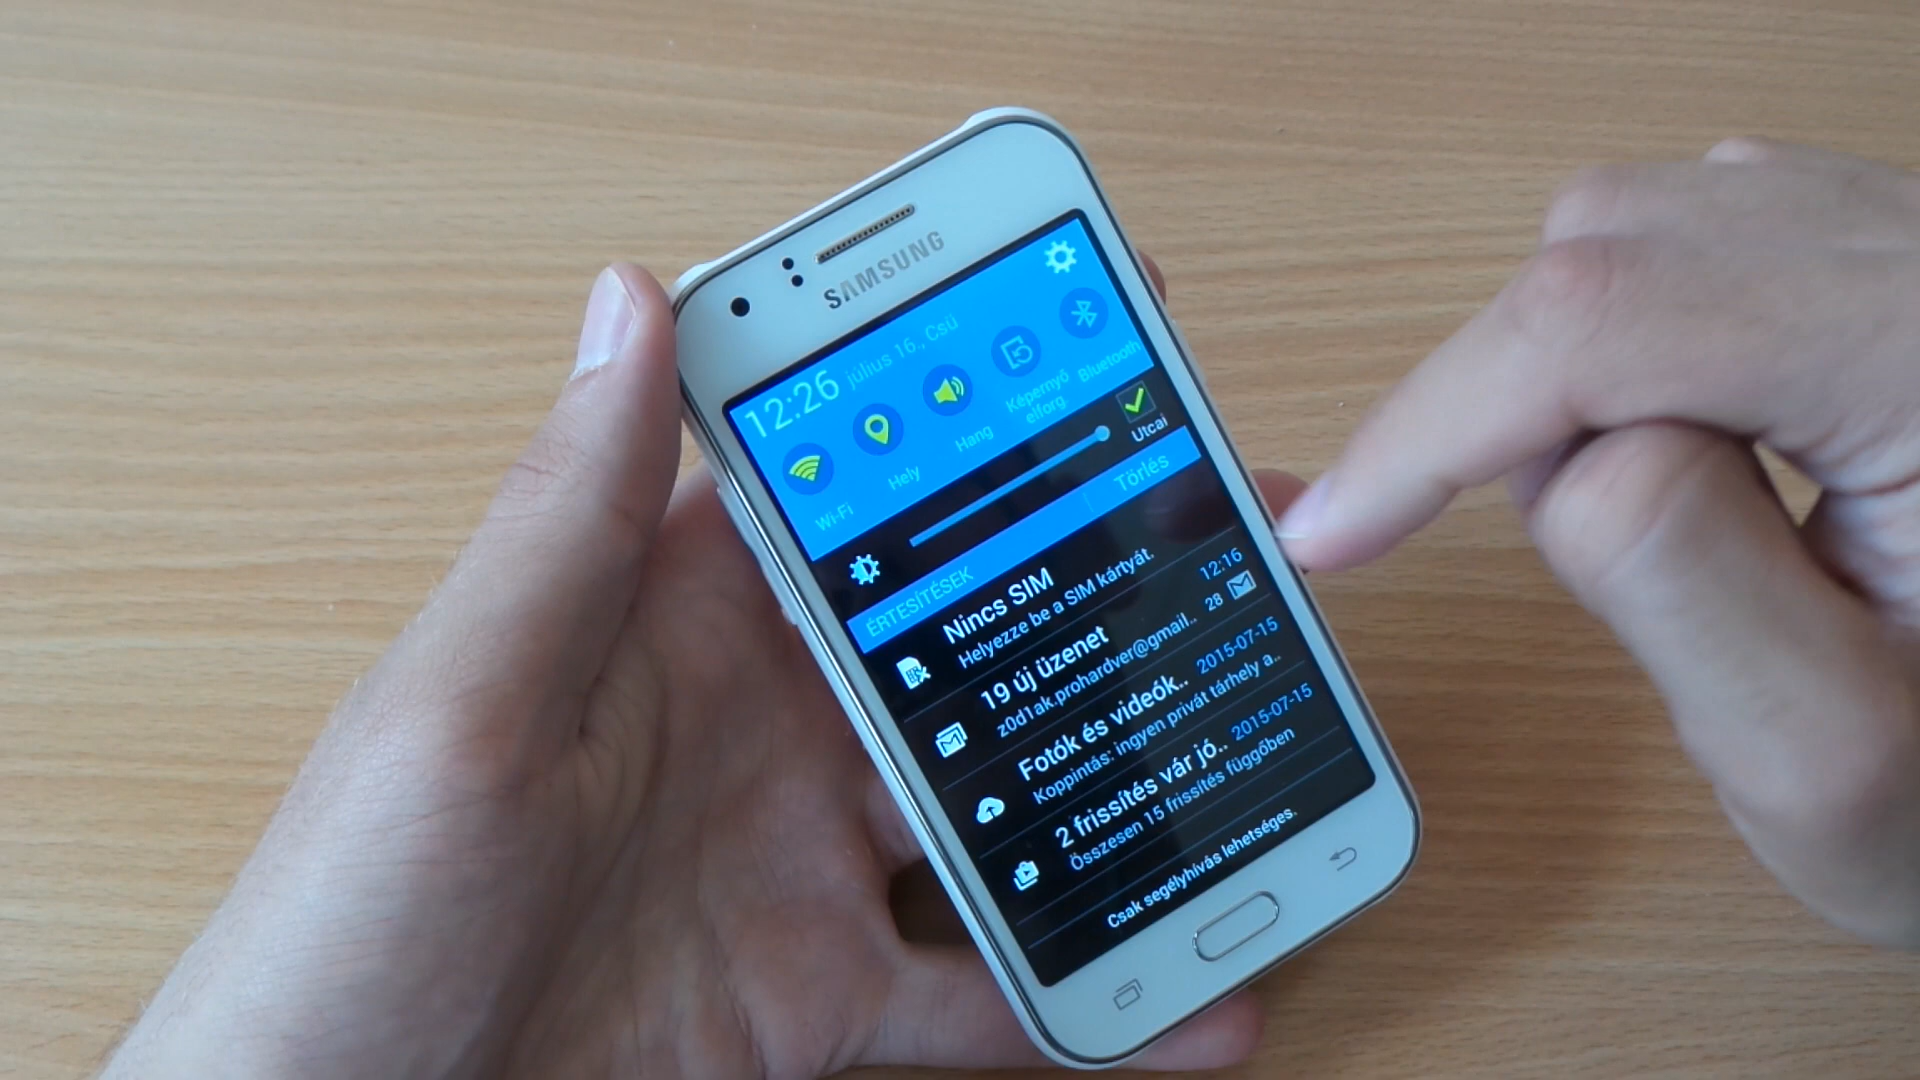 SAMSUNG
12:26 július 16., Csü
Wi-Fi
Hely
Hang
Képernyő
elforg.
Bluetooth
Utcai
ÉRTESÍTÉSEK
Törlés
Nincs SIM
Helyezze be a SIM kártyát.
19 új üzenet 12:16
z0d1ak.prohardver@gmail.. 28
Fotók és videók.. 2015-07-15
Koppintás: ingyen privát tárhely a..
2 frissítés vár jó.. 2015-07-15
Összesen 15 frissítés függőben
Csak segélyhívás lehetséges.